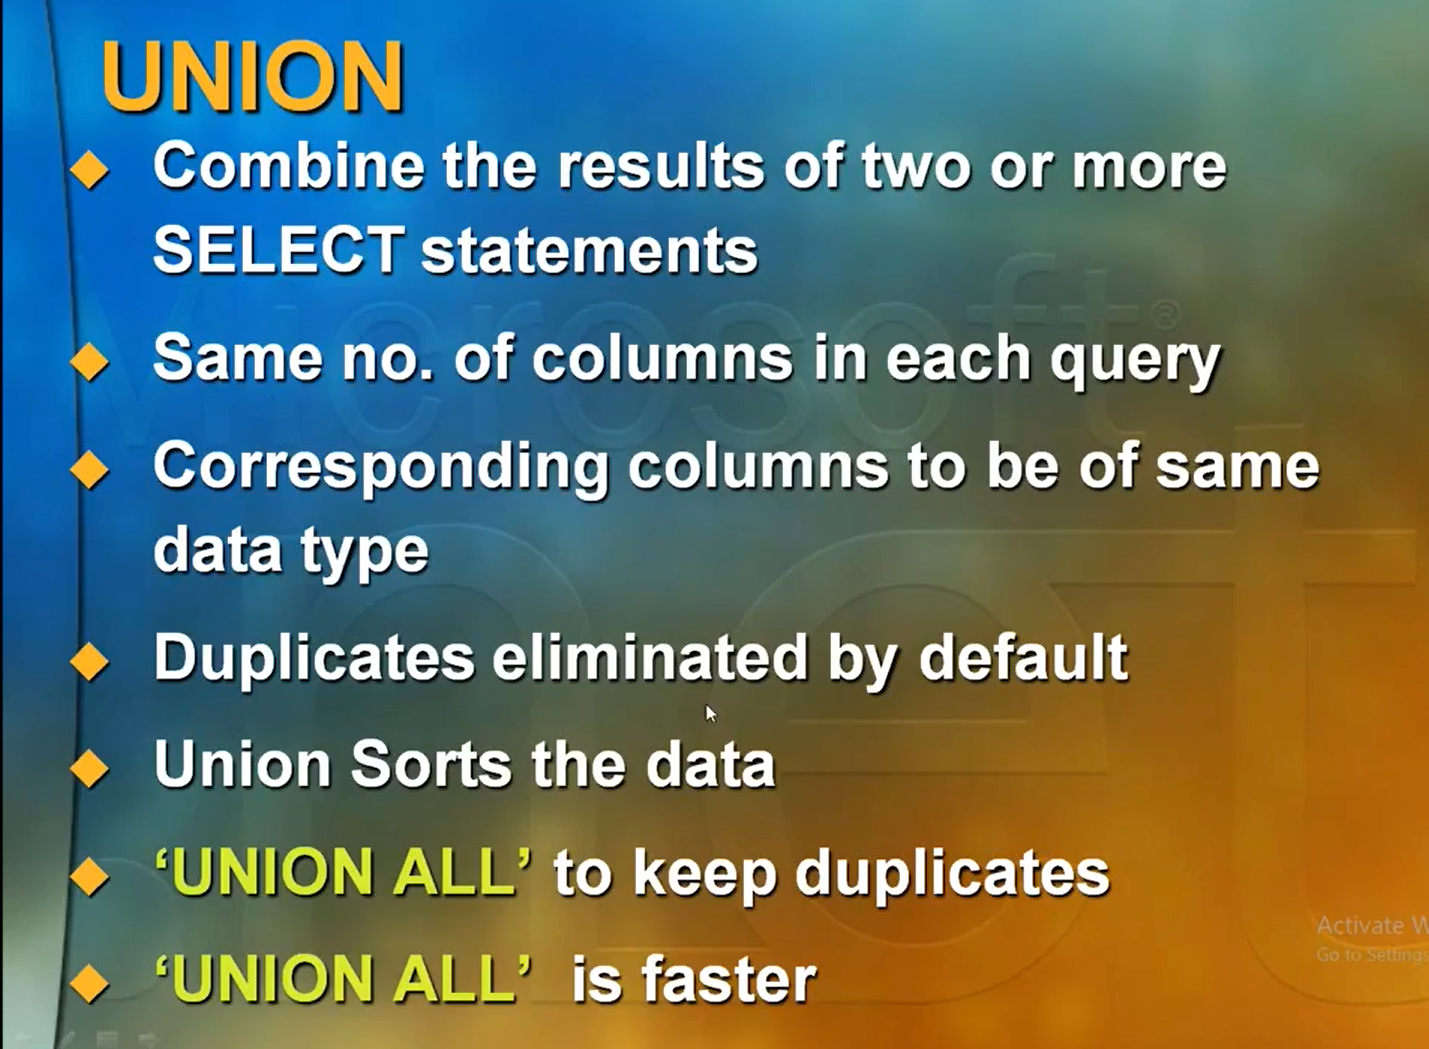 UNION
Combine the results of two or more
SELECT statements
Same no. of columns in each query
Corresponding columns to be of same
data type
Duplicates eliminated by default
Union Sorts the data
‘UNION ALL’ to keep duplicates
‘UNION ALL’ is faster
Microsoft®
.net
Activate W
Go to Settings